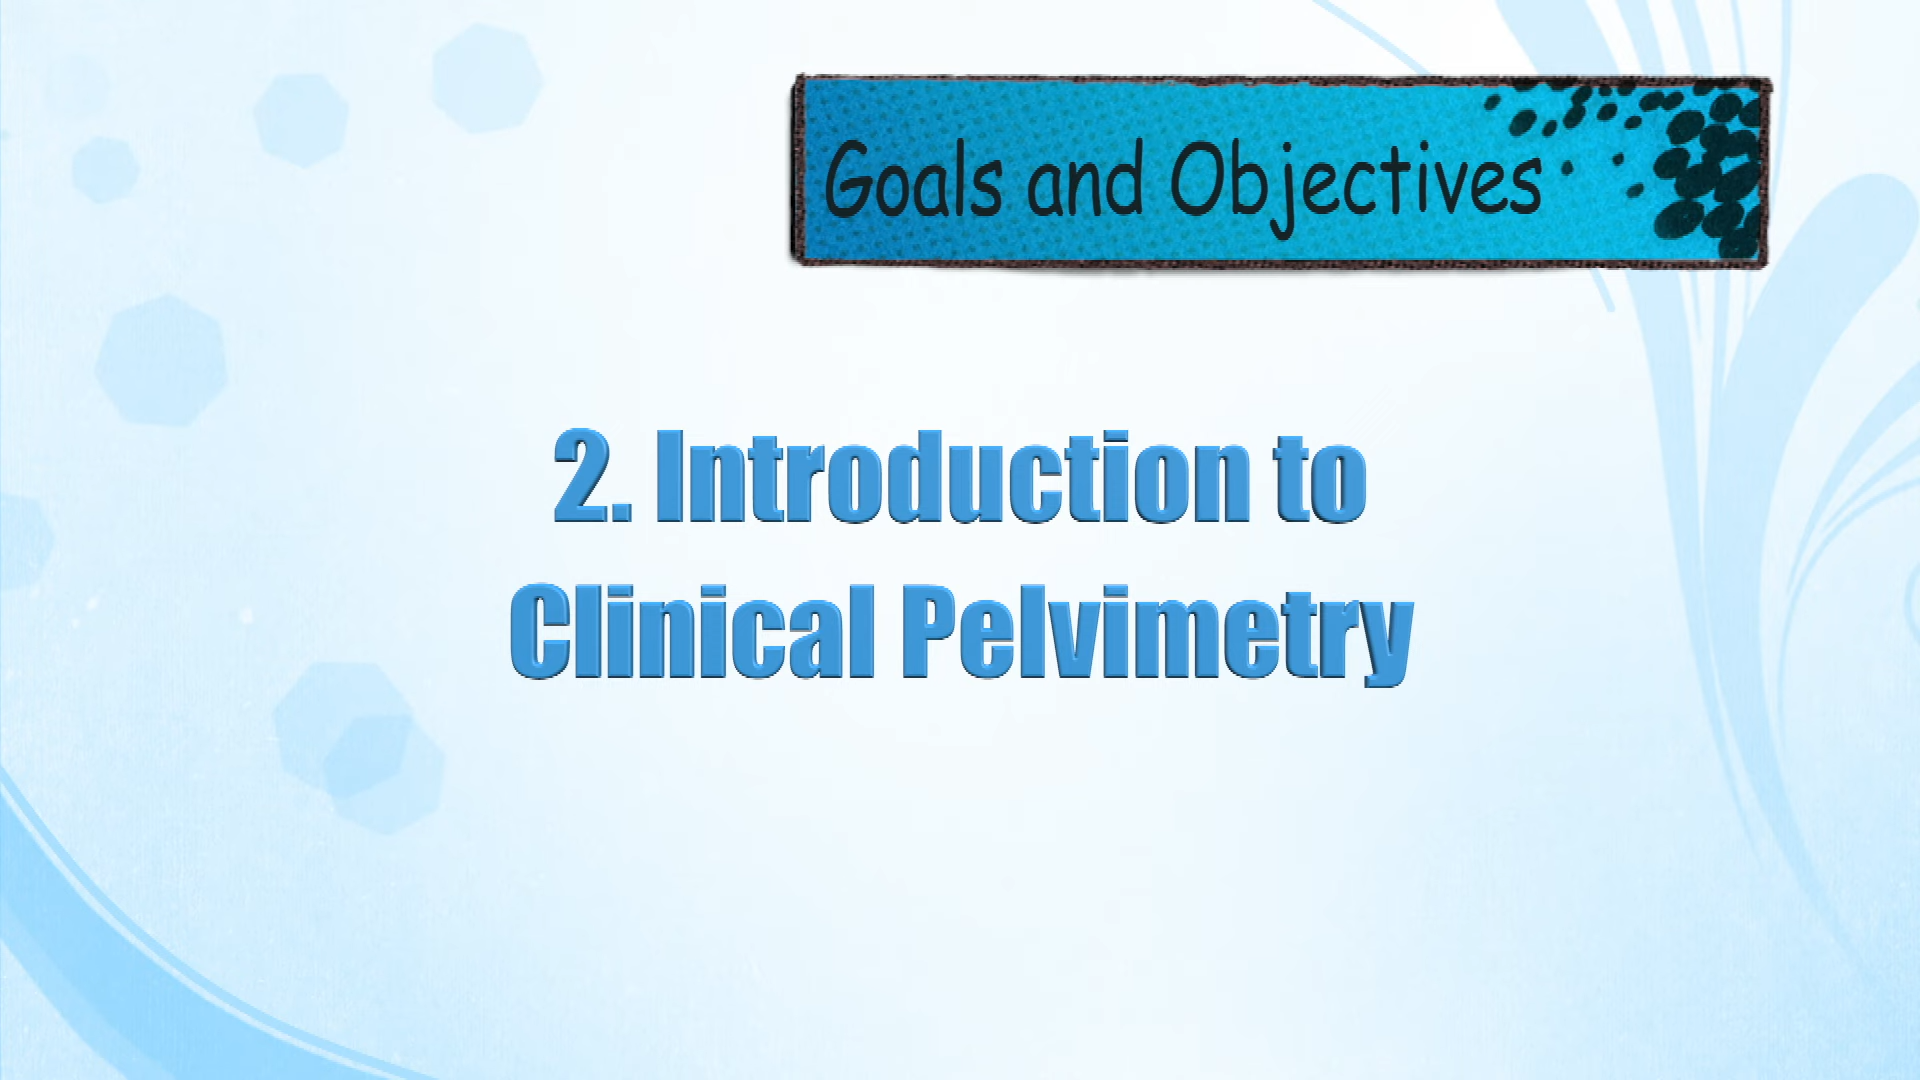 Goals and Objectives
2. Introduction to
Clinical Pelvimetry